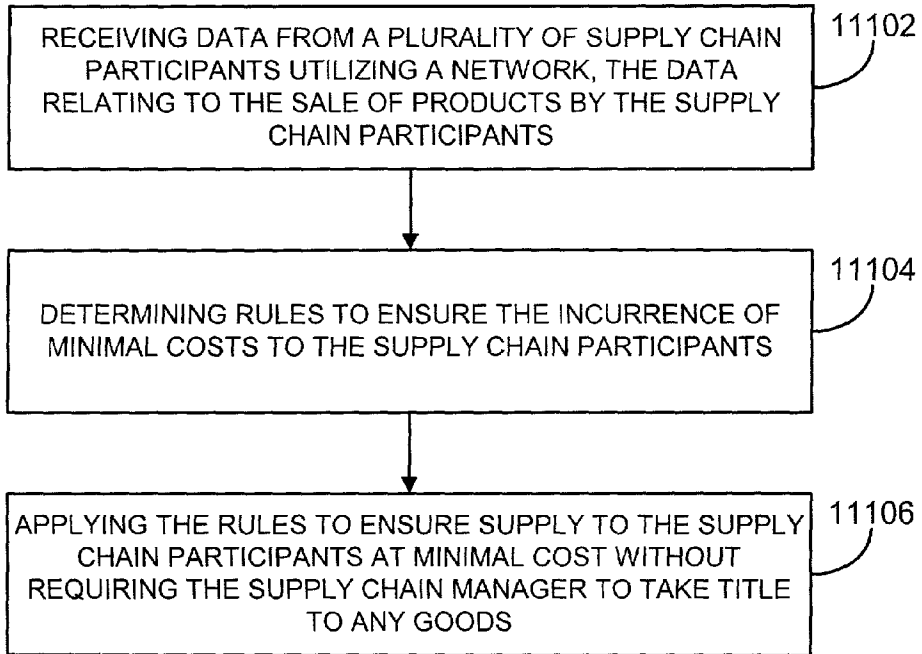 RECEIVING DATA FROM A PLURALITY OF SUPPLY CHAIN
PARTICIPANTS UTILIZING A NETWORK, THE DATA
RELATING TO THE SALE OF PRODUCTS BY THE SUPPLY
CHAIN PARTICIPANTS
11102
DETERMINING RULES TO ENSURE THE INCURRENCE OF
MINIMAL COSTS TO THE SUPPLY CHAIN PARTICIPANTS
11104
APPLYING THE RULES TO ENSURE SUPPLY TO THE SUPPLY
CHAIN PARTICIPANTS AT MINIMAL COST WITHOUT
REQUIRING THE SUPPLY CHAIN MANAGER TO TAKE TITLE
TO ANY GOODS
11106